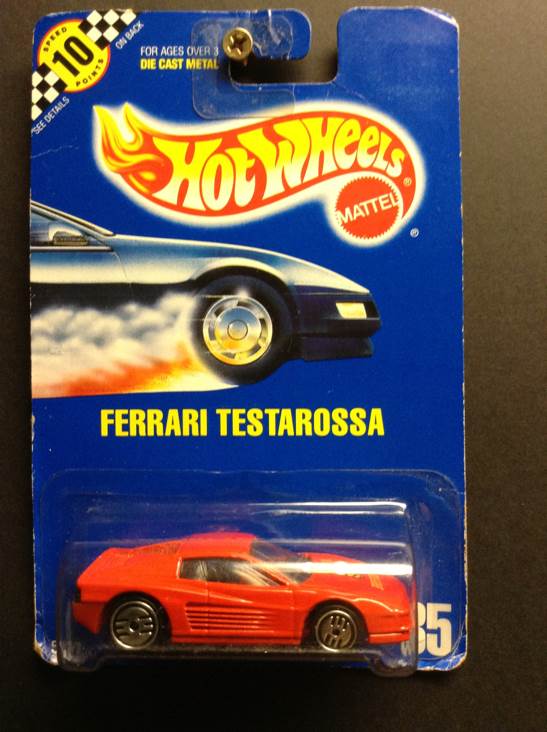 SPEED
10
POINTS
ON BACK
SEE DETAILS
FOR AGES OVER 3
DIE CAST METAL
HOT WHEELS
®
MATTEL
®
FERRARI TESTAROSSA
35